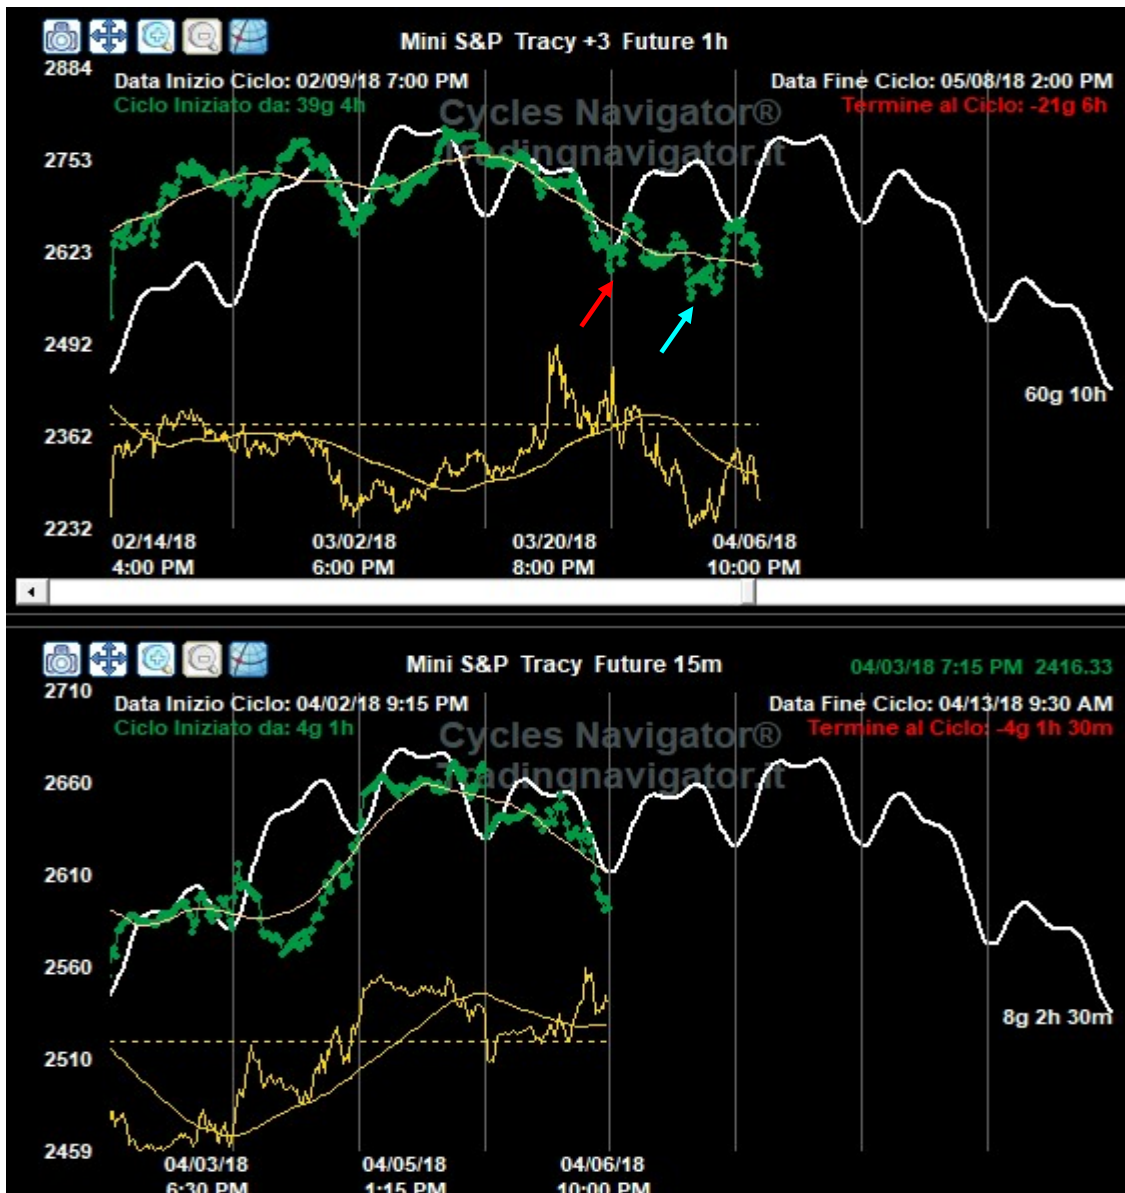 Mini S&P Tracy +3 Future 1h
2884
Data Inizio Ciclo: 02/09/18 7:00 PM
Data Fine Ciclo: 05/08/18 2:00 PM
Ciclo Iniziato da: 39g 4h
Termine al Ciclo: -21g 6h
Cycles Navigator®
Tradingnavigator.it
2753
2623
2492
60g 10h
2362
2232
02/14/18 03/02/18 03/20/18 04/06/18
4:00 PM 6:00 PM 8:00 PM 10:00 PM
Mini S&P Tracy Future 15m
04/03/18 7:15 PM 2416.33
2710
Data Inizio Ciclo: 04/02/18 9:15 PM
Data Fine Ciclo: 04/13/18 9:30 AM
Ciclo Iniziato da: 4g 1h
Termine al Ciclo: -4g 1h 30m
Cycles Navigator®
Tradingnavigator.it
2660
2610
2560
8g 2h 30m
2510
2459
04/03/18 04/05/18 04/06/18
6:30 PM 1:15 PM 10:00 PM